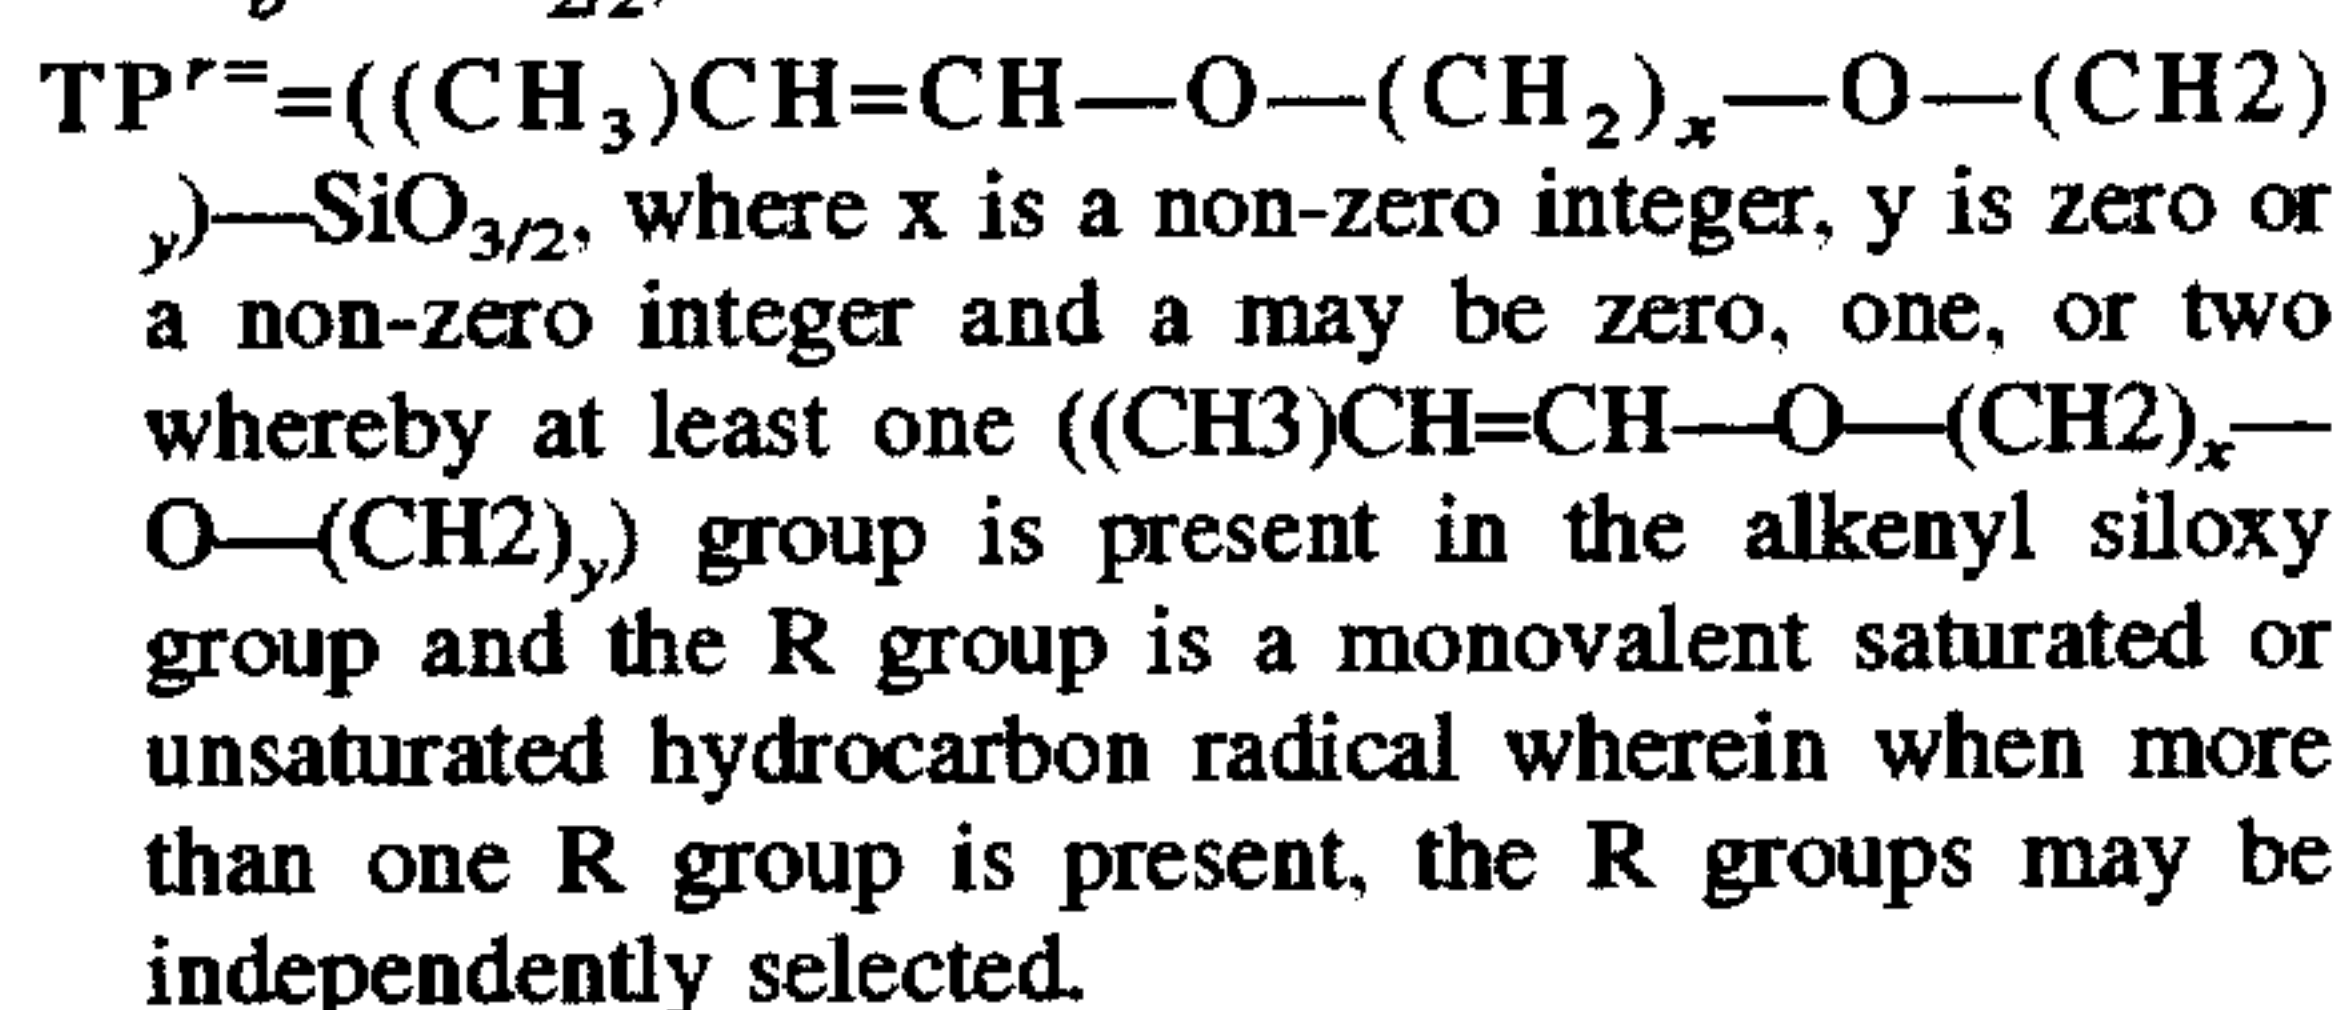 TP^r==((CH₃)CH=CH—O—(CH₂)ₓ—O—(CH2)
ᵧ)—SiO₃/₂, where x is a non-zero integer, y is zero or
a non-zero integer and a may be zero, one, or two
whereby at least one ((CH3)CH=CH—O—(CH2)ₓ—
O—(CH2)ᵧ) group is present in the alkenyl siloxy
group and the R group is a monovalent saturated or
unsaturated hydrocarbon radical wherein when more
than one R group is present, the R groups may be
independently selected.